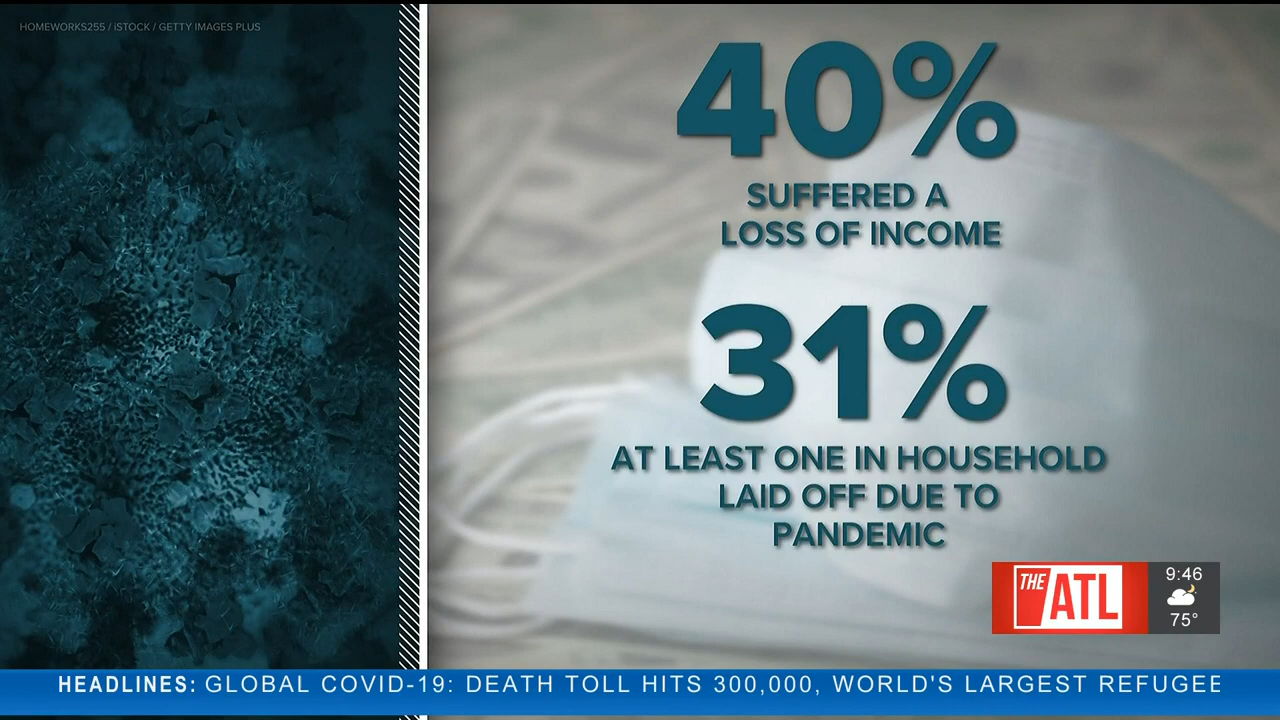 HOMEWORKS255 / iSTOCK / GETTY IMAGES PLUS
40%
SUFFERED A
LOSS OF INCOME
31%
AT LEAST ONE IN HOUSEHOLD
LAID OFF DUE TO
PANDEMIC
THE ATL
9:46
75°
HEADLINES: GLOBAL COVID-19: DEATH TOLL HITS 300,000, WORLD'S LARGEST REFUGEE